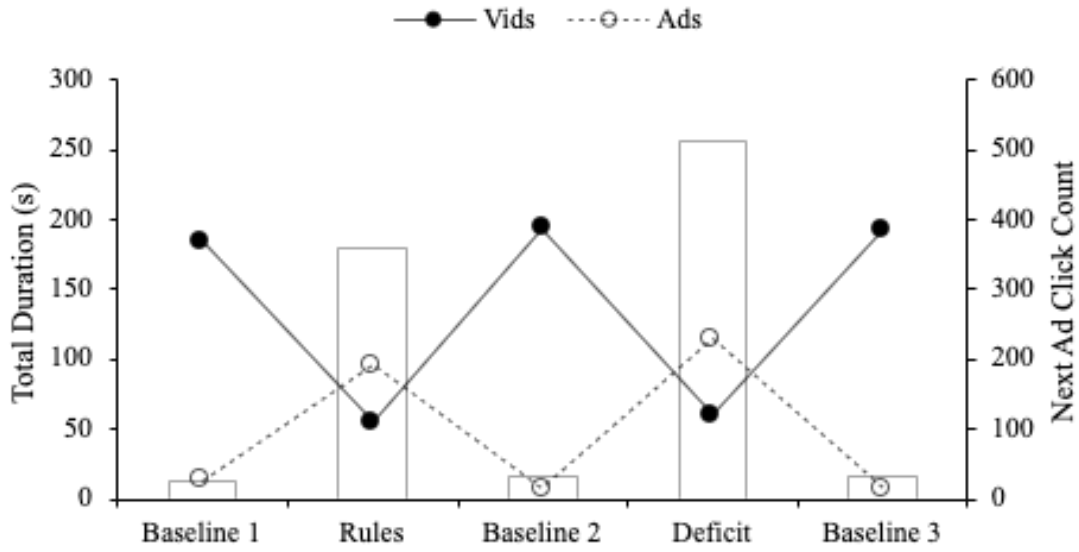 Vids Ads
300 600
250 500
200 400
150 300
100 200
50 100
0 0
Total Duration (s)
Next Ad Click Count
Baseline 1 Rules Baseline 2 Deficit Baseline 3